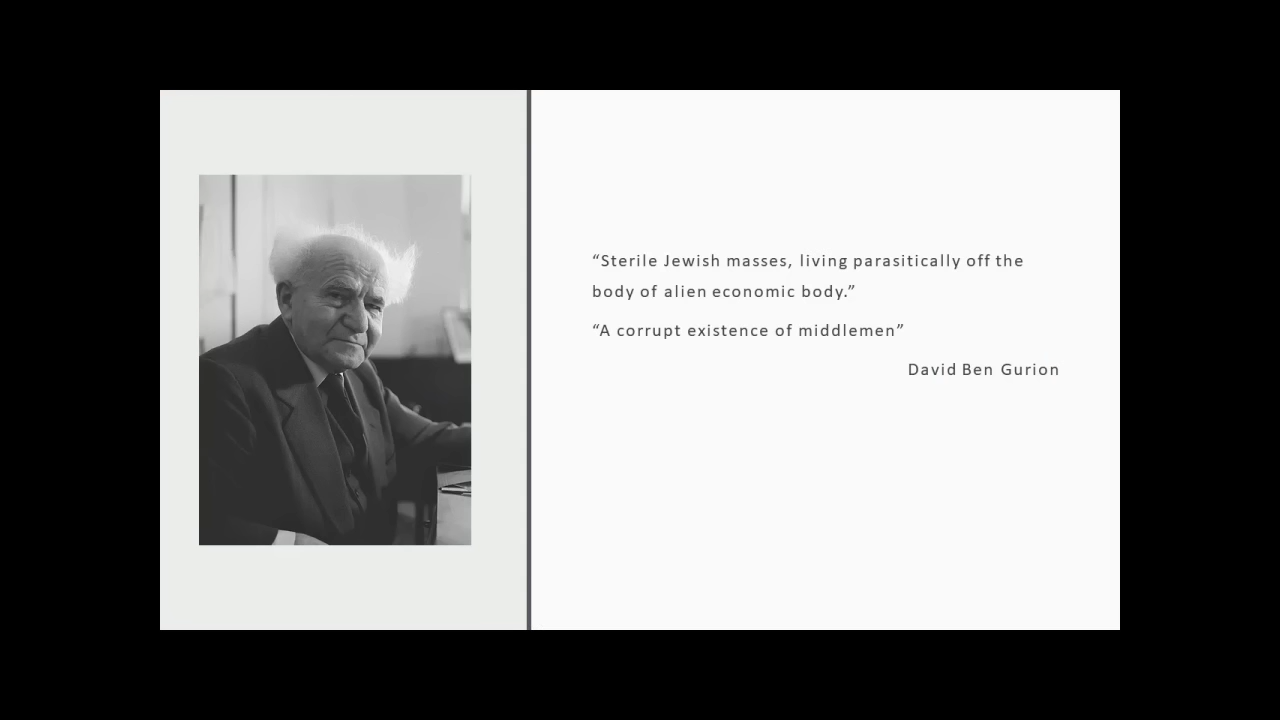 “Sterile Jewish masses, living parasitically off the
body of alien economic body.”
“A corrupt existence of middlemen”
David Ben Gurion